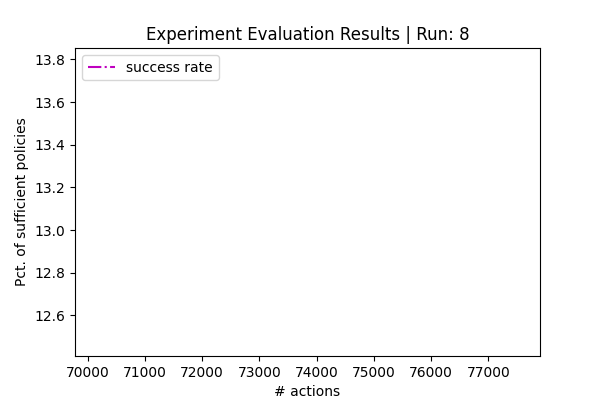 Experiment Evaluation Results | Run: 8
success rate
Pct. of sufficient policies
13.8
13.6
13.4
13.2
13.0
12.8
12.6
70000 71000 72000 73000 74000 75000 76000 77000
# actions